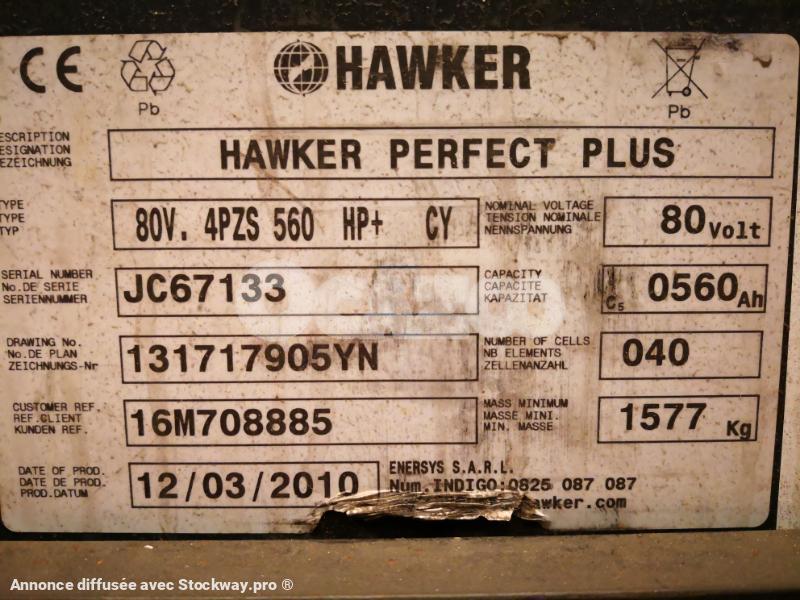 CE
Pb
HAWKER
Pb
ESCRIPTION
ESIGNATION
EZEICHNUNG
HAWKER PERFECT PLUS
TYPE
TYPE
TYP
80V. 4PZS 560 HP+ CY
NOMINAL VOLTAGE
TENSION NOMINALE
NENNSPANNUNG
80 Volt
SERIAL NUMBER
No.DE SERIE
SERIENNUMMER
JC67133
CAPACITY
CAPACITE
KAPAZITAT
C5 0560 Ah
DRAWING No.
No.DE PLAN
ZEICHNUNGS-Nr
131717905YN
NUMBER OF CELLS
NB ELEMENTS
ZELLENANZAHL
040
CUSTOMER REF.
REF.CLIENT
KUNDEN REF.
16M708885
MASS MINIMUM
MASSE MINI.
MIN. MASSE
1577 Kg
DATE OF PROD.
DATE DE PROD.
PROD.DATUM
12/03/2010
ENERSYS S.A.R.L.
Num.INDIGO:0825 087 087
awker.com
Annonce diffusée avec Stockway.pro ®